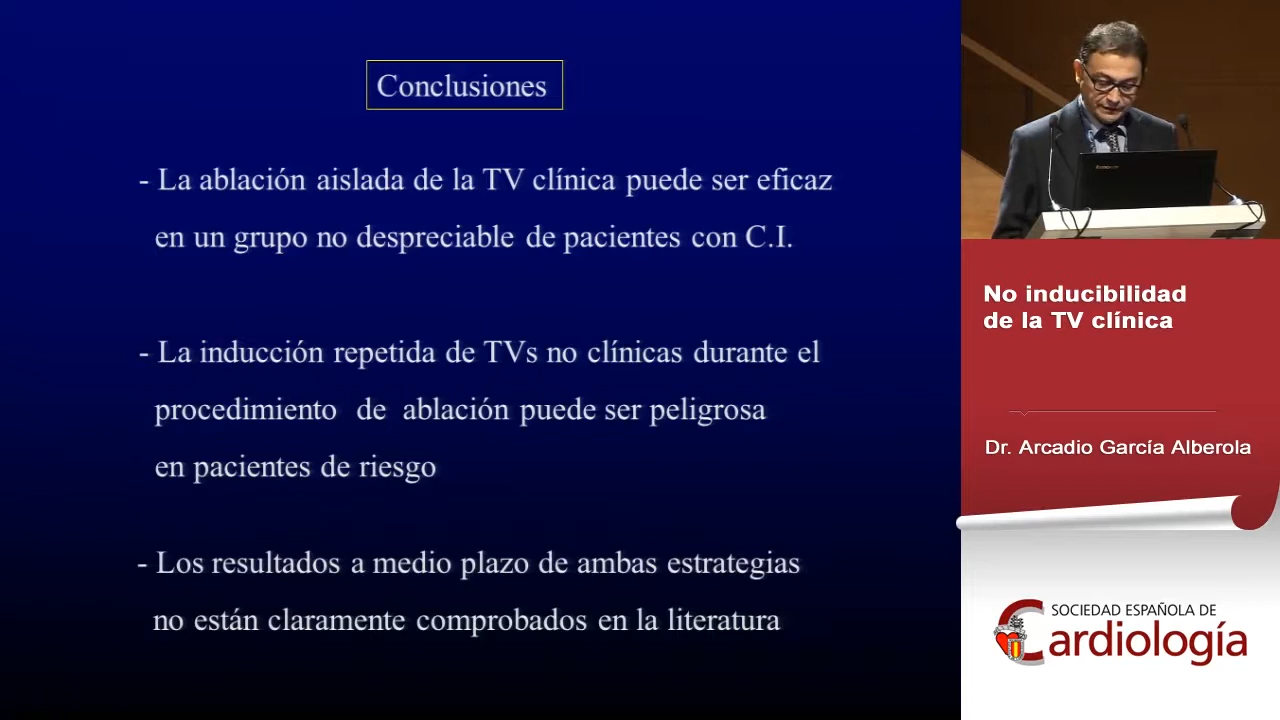 Conclusiones
- La ablación aislada de la TV clínica puede ser eficaz
en un grupo no despreciable de pacientes con C.I.
- La inducción repetida de TVs no clínicas durante el
procedimiento de ablación puede ser peligrosa
en pacientes de riesgo
- Los resultados a medio plazo de ambas estrategias
no están claramente comprobados en la literatura
No inducibilidad
de la TV clínica
Dr. Arcadio García Alberola
SOCIEDAD ESPAÑOLA DE
Cardiología